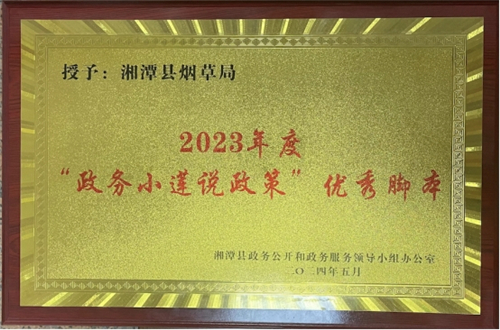 授予：湘潭县烟草局
2023年度
“政务小莲说政策”优秀脚本
湘潭县政务公开和政务服务领导小组办公室
二〇二四年五月